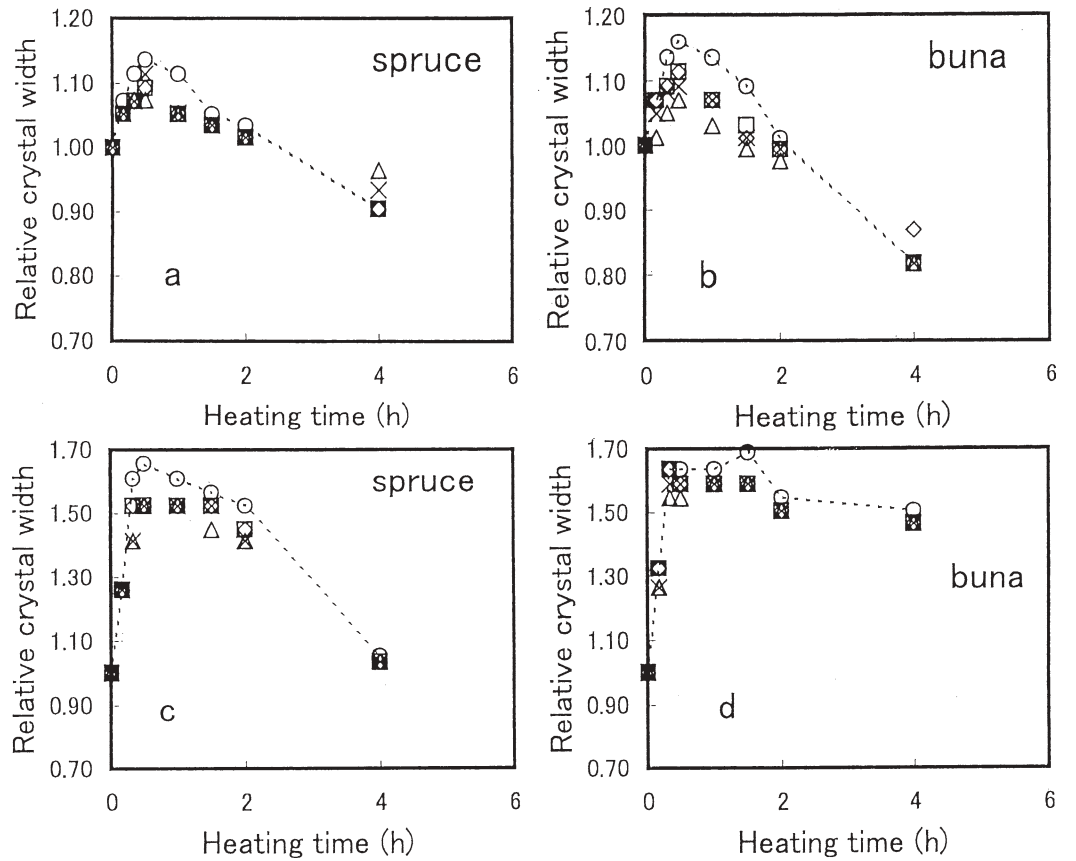 Relative crystal width
1.20
1.10
1.00
0.90
0.80
0.70
spruce
a
0 2 4 6
Heating time (h)
Relative crystal width
1.20
1.10
1.00
0.90
0.80
0.70
buna
b
0 2 4 6
Heating time (h)
Relative crystal width
1.70
1.50
1.30
1.10
0.90
0.70
spruce
c
0 2 4 6
Heating time (h)
Relative crystal width
1.70
1.50
1.30
1.10
0.90
0.70
buna
d
0 2 4 6
Heating time (h)